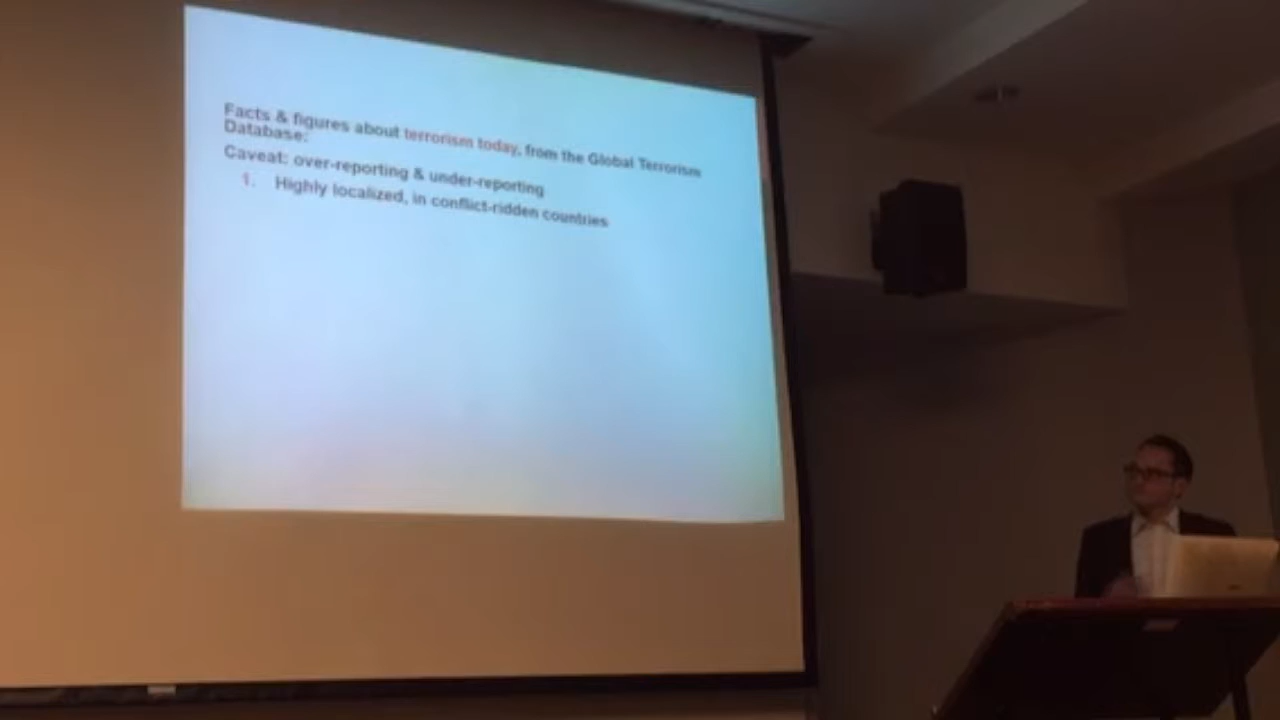 Facts & figures about terrorism today, from the Global Terrorism
Database:
Caveat: over-reporting & under-reporting
1. Highly localized, in conflict-ridden countries